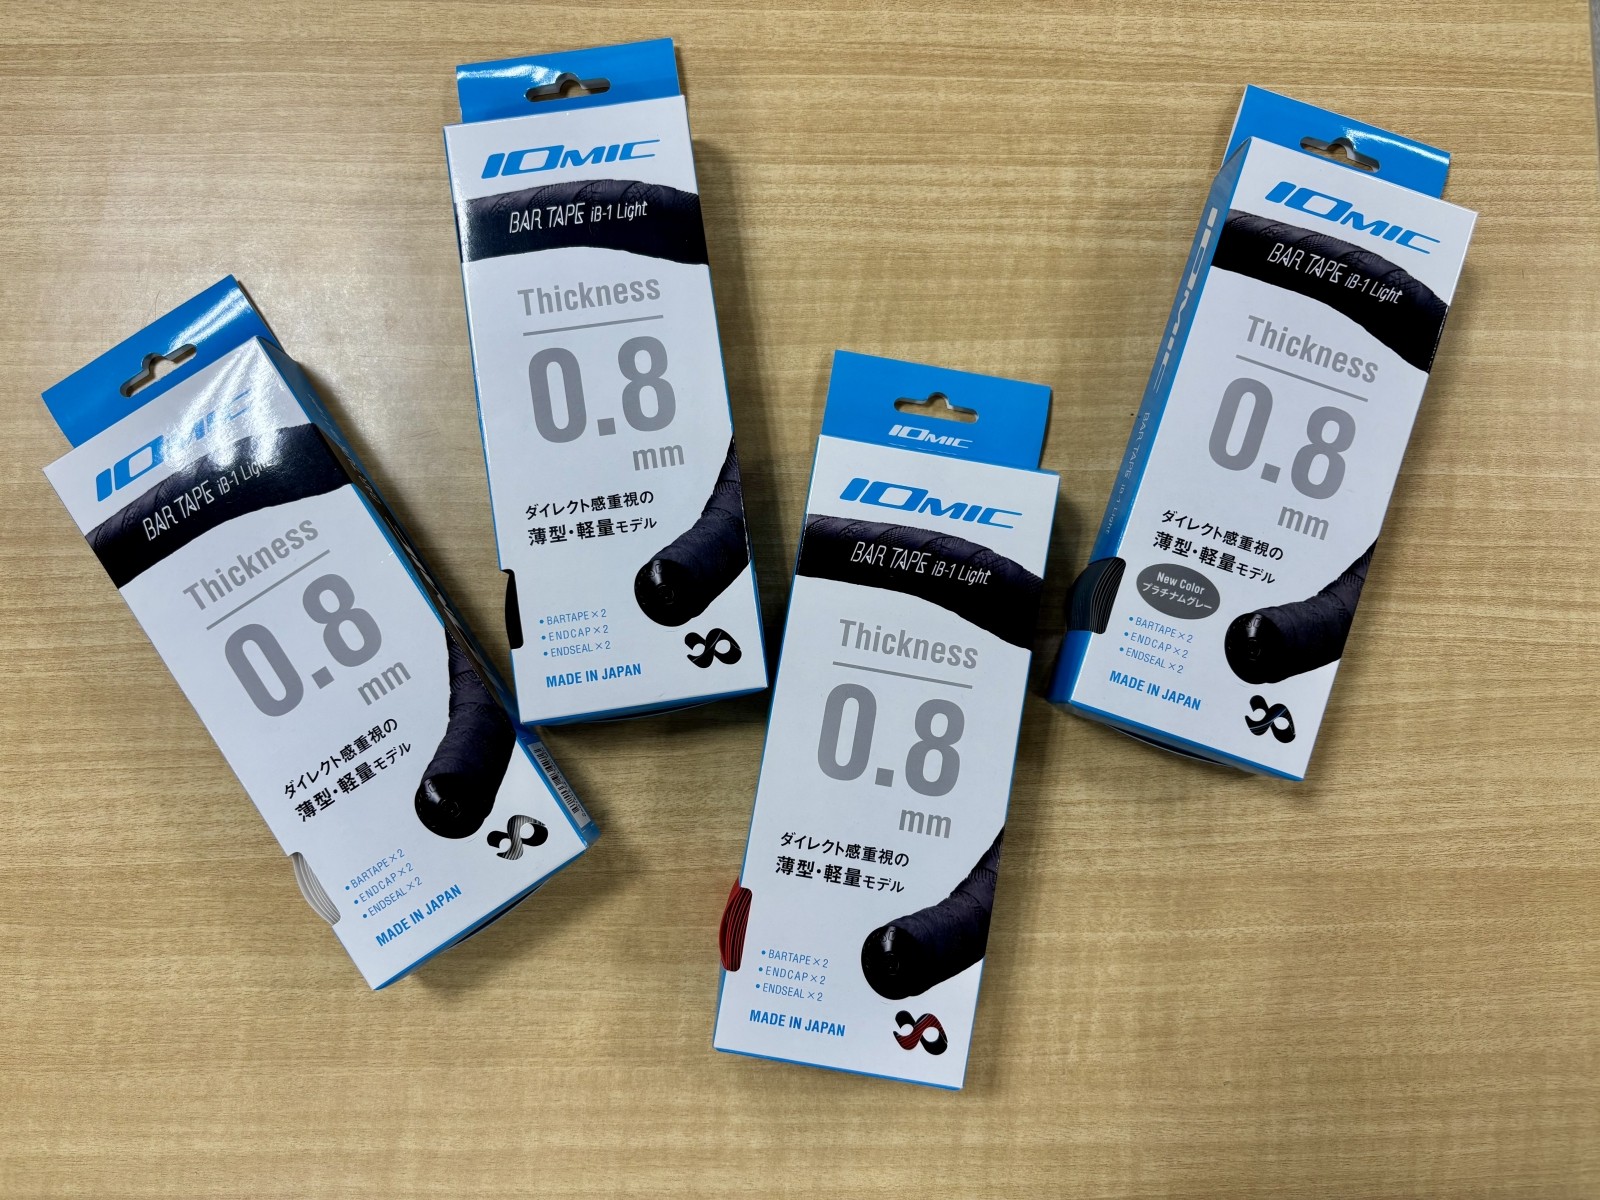 IOMIC
BAR TAPE iB-1 Light
Thickness
0.8
mm
ダイレクト感重視の
薄型・軽量モデル
• BARTAPE×2
• ENDCAP×2
• ENDSEAL×2
MADE IN JAPAN
IOMIC
BAR TAPE iB-1 Light
Thickness
0.8
mm
ダイレクト感重視の
薄型・軽量モデル
• BARTAPE×2
• ENDCAP×2
• ENDSEAL×2
MADE IN JAPAN
IOMIC
IOMIC
BAR TAPE iB-1 Light
Thickness
0.8
mm
ダイレクト感重視の
薄型・軽量モデル
• BARTAPE×2
• ENDCAP×2
• ENDSEAL×2
MADE IN JAPAN
IOMIC
BAR TAPE iB-1 Light
Thickness
0.8
mm
ダイレクト感重視の
薄型・軽量モデル
New Color
プラチナムグレー
• BARTAPE×2
• ENDCAP×2
• ENDSEAL×2
MADE IN JAPAN
IOMIC BAR TAPE iB-1 Light